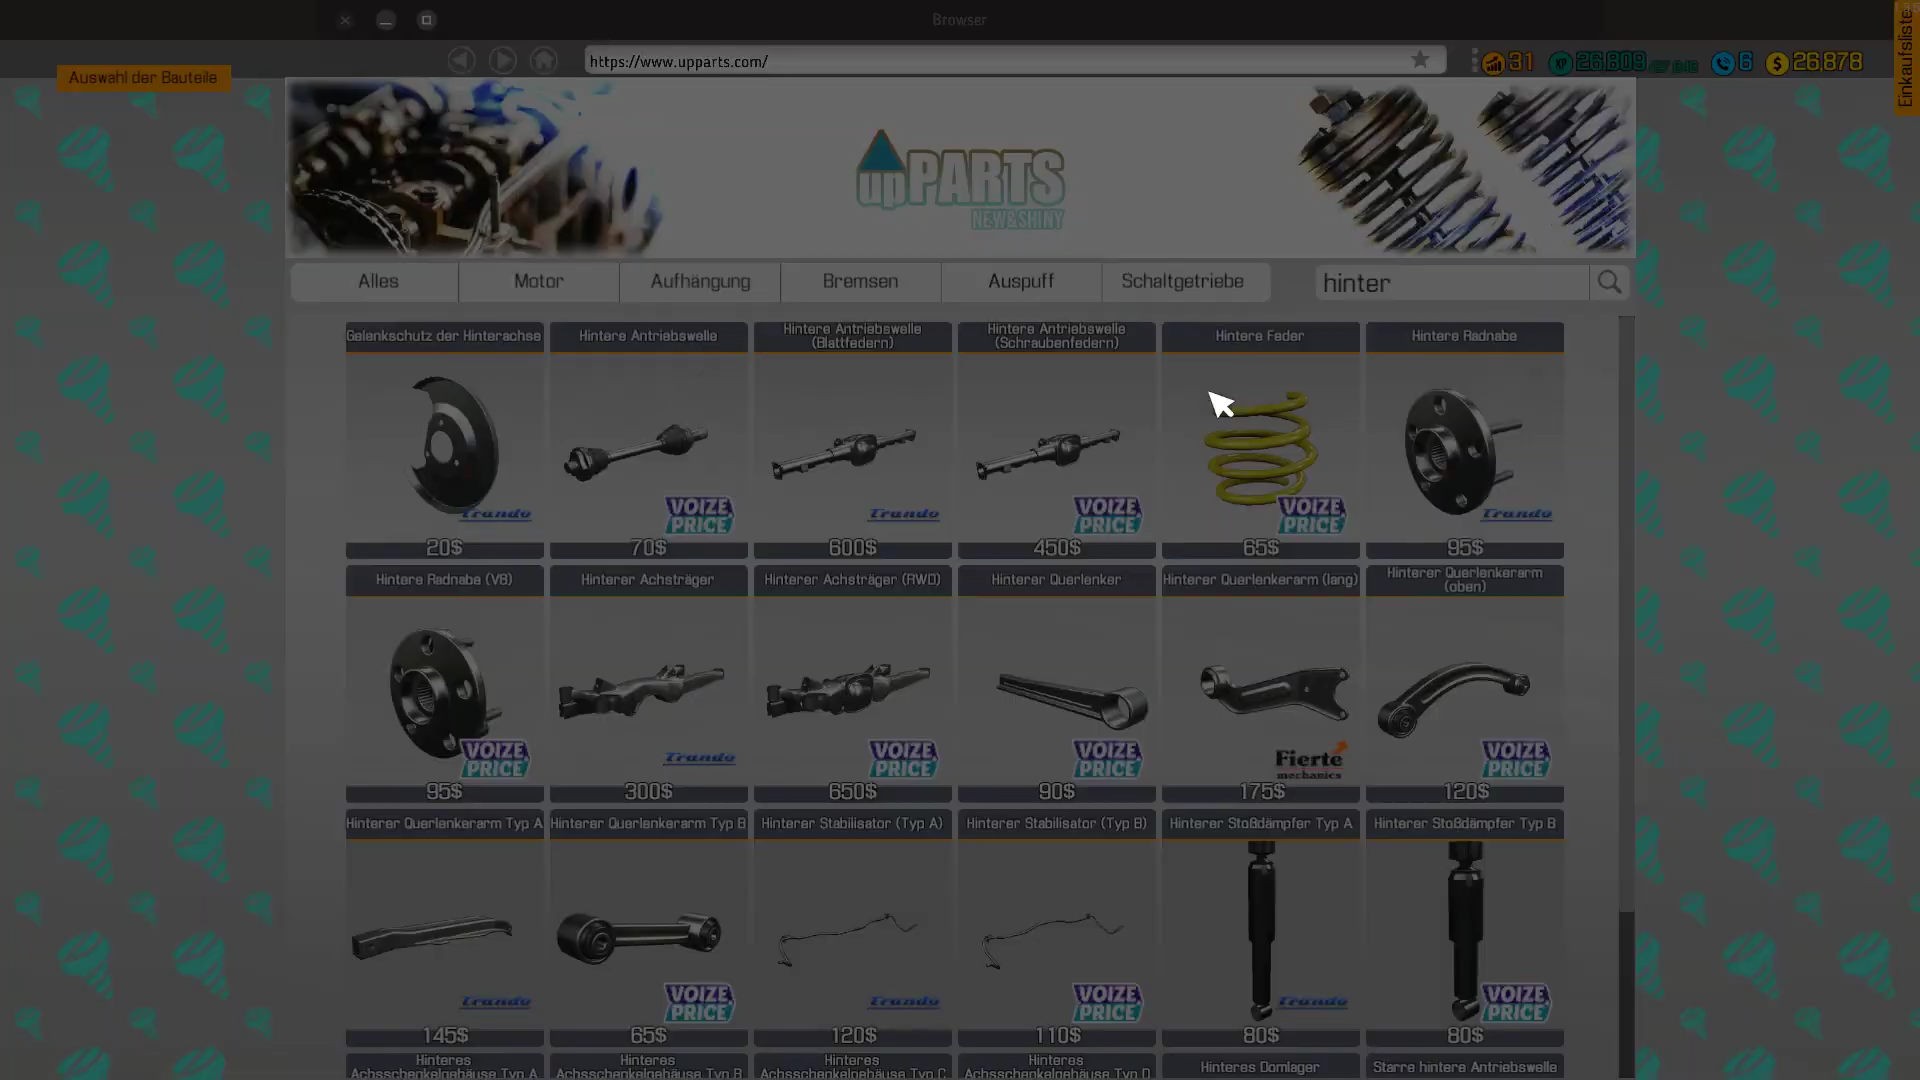 Browser
Auswahl der Bauteile
https://www.upparts.com/
31
26.809
6
26.878
Einkaufsliste
upPARTS
NEW&SHINY
Alles
Motor
Aufhängung
Bremsen
Auspuff
Schaltgetriebe
hinter
Gelenkschutz der Hinterachse
Hintere Antriebswelle
Hintere Antriebswelle
(Blattfedern)
Hintere Antriebswelle
(Schraubenfedern)
Hintere Feder
Hintere Radnabe
Trando
VOIZE
PRICE
Trando
VOIZE
PRICE
VOIZE
PRICE
Trando
20$
70$
600$
450$
65$
95$
Hintere Radnabe (V8)
Hinterer Achsträger
Hinterer Achsträger (RWD)
Hinterer Querlenker
Hinterer Querlenkerarm (lang)
Hinterer Querlenkerarm
(oben)
VOIZE
PRICE
Trando
VOIZE
PRICE
VOIZE
PRICE
Fierte
mechanics
VOIZE
PRICE
95$
300$
650$
90$
175$
120$
Hinterer Querlenkerarm Typ A
Hinterer Querlenkerarm Typ B
Hinterer Stabilisator (Typ A)
Hinterer Stabilisator (Typ B)
Hinterer Stoßdämpfer Typ A
Hinterer Stoßdämpfer Typ B
Trando
VOIZE
PRICE
Trando
VOIZE
PRICE
Trando
VOIZE
PRICE
145$
65$
120$
110$
80$
80$
Hinteres
Achsschenkelgehäuse Typ A
Hinteres
Achsschenkelgehäuse Typ B
Hinteres
Achsschenkelgehäuse Typ C
Hinteres
Achsschenkelgehäuse Typ D
Hinteres Domlager
Starre hintere Antriebswelle